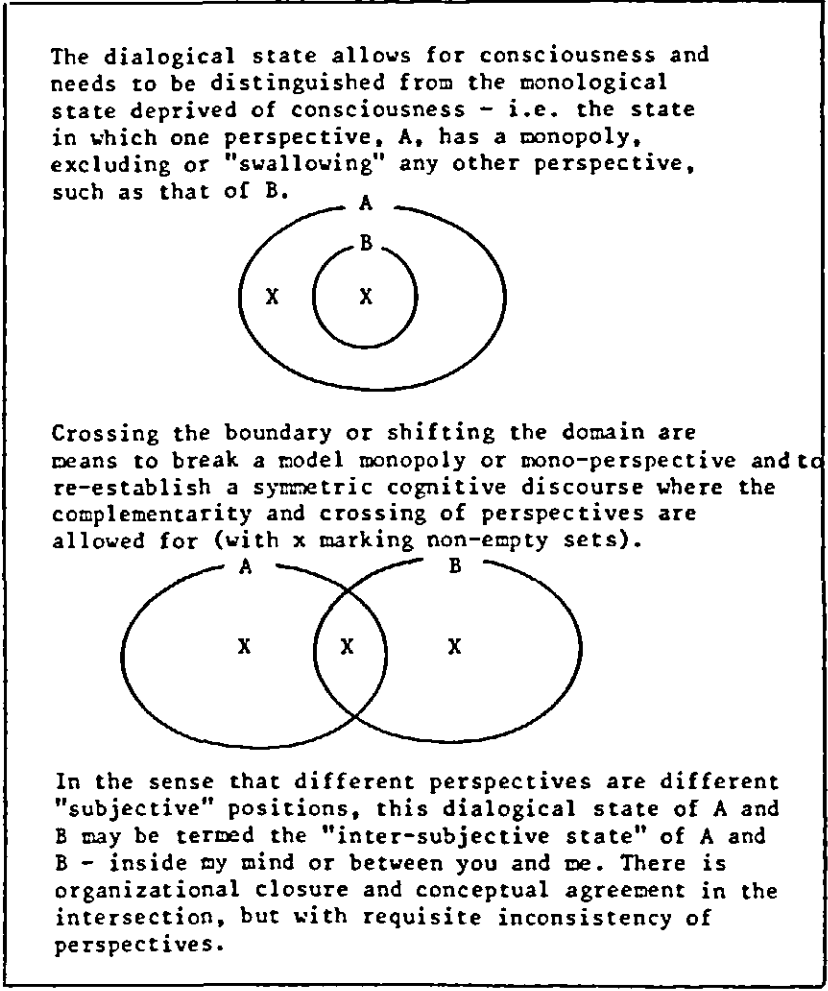 The dialogical state allows for consciousness and
needs to be distinguished from the monological
state deprived of consciousness - i.e. the state
in which one perspective, A, has a monopoly,
excluding or "swallowing" any other perspective,
such as that of B.
A
B
X X
Crossing the boundary or shifting the domain are
means to break a model monopoly or mono-perspective and to
re-establish a symmetric cognitive discourse where the
complementarity and crossing of perspectives are
allowed for (with x marking non-empty sets).
A B
X X X
In the sense that different perspectives are different
"subjective" positions, this dialogical state of A and
B may be termed the "inter-subjective state" of A and
B - inside my mind or between you and me. There is
organizational closure and conceptual agreement in the
intersection, but with requisite inconsistency of
perspectives.